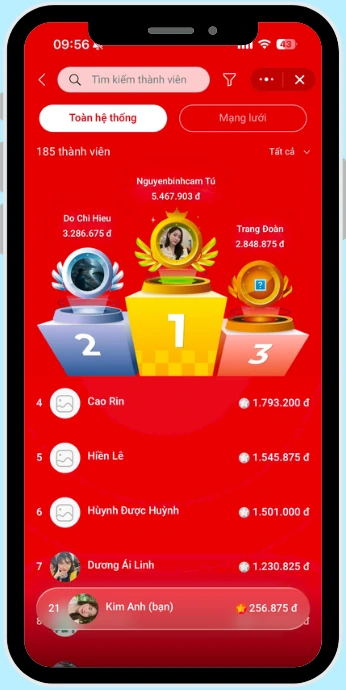 09:56
43
Tìm kiếm thành viên
Toàn hệ thống
Mạng lưới
185 thành viên
Tất cả
Nguyenbinhcam Tú
5.467.903 đ
Do Chi Hieu
3.286.675 đ
Trang Đoàn
2.848.875 đ
1
2
3
4 Cao Rin 1.793.200 đ
5 Hiền Lê 1.545.875 đ
6 Hùynh Được Huỳnh 1.501.000 đ
7 Dương Ái Linh 1.230.825 đ
21 Kim Anh (bạn) 256.875 đ